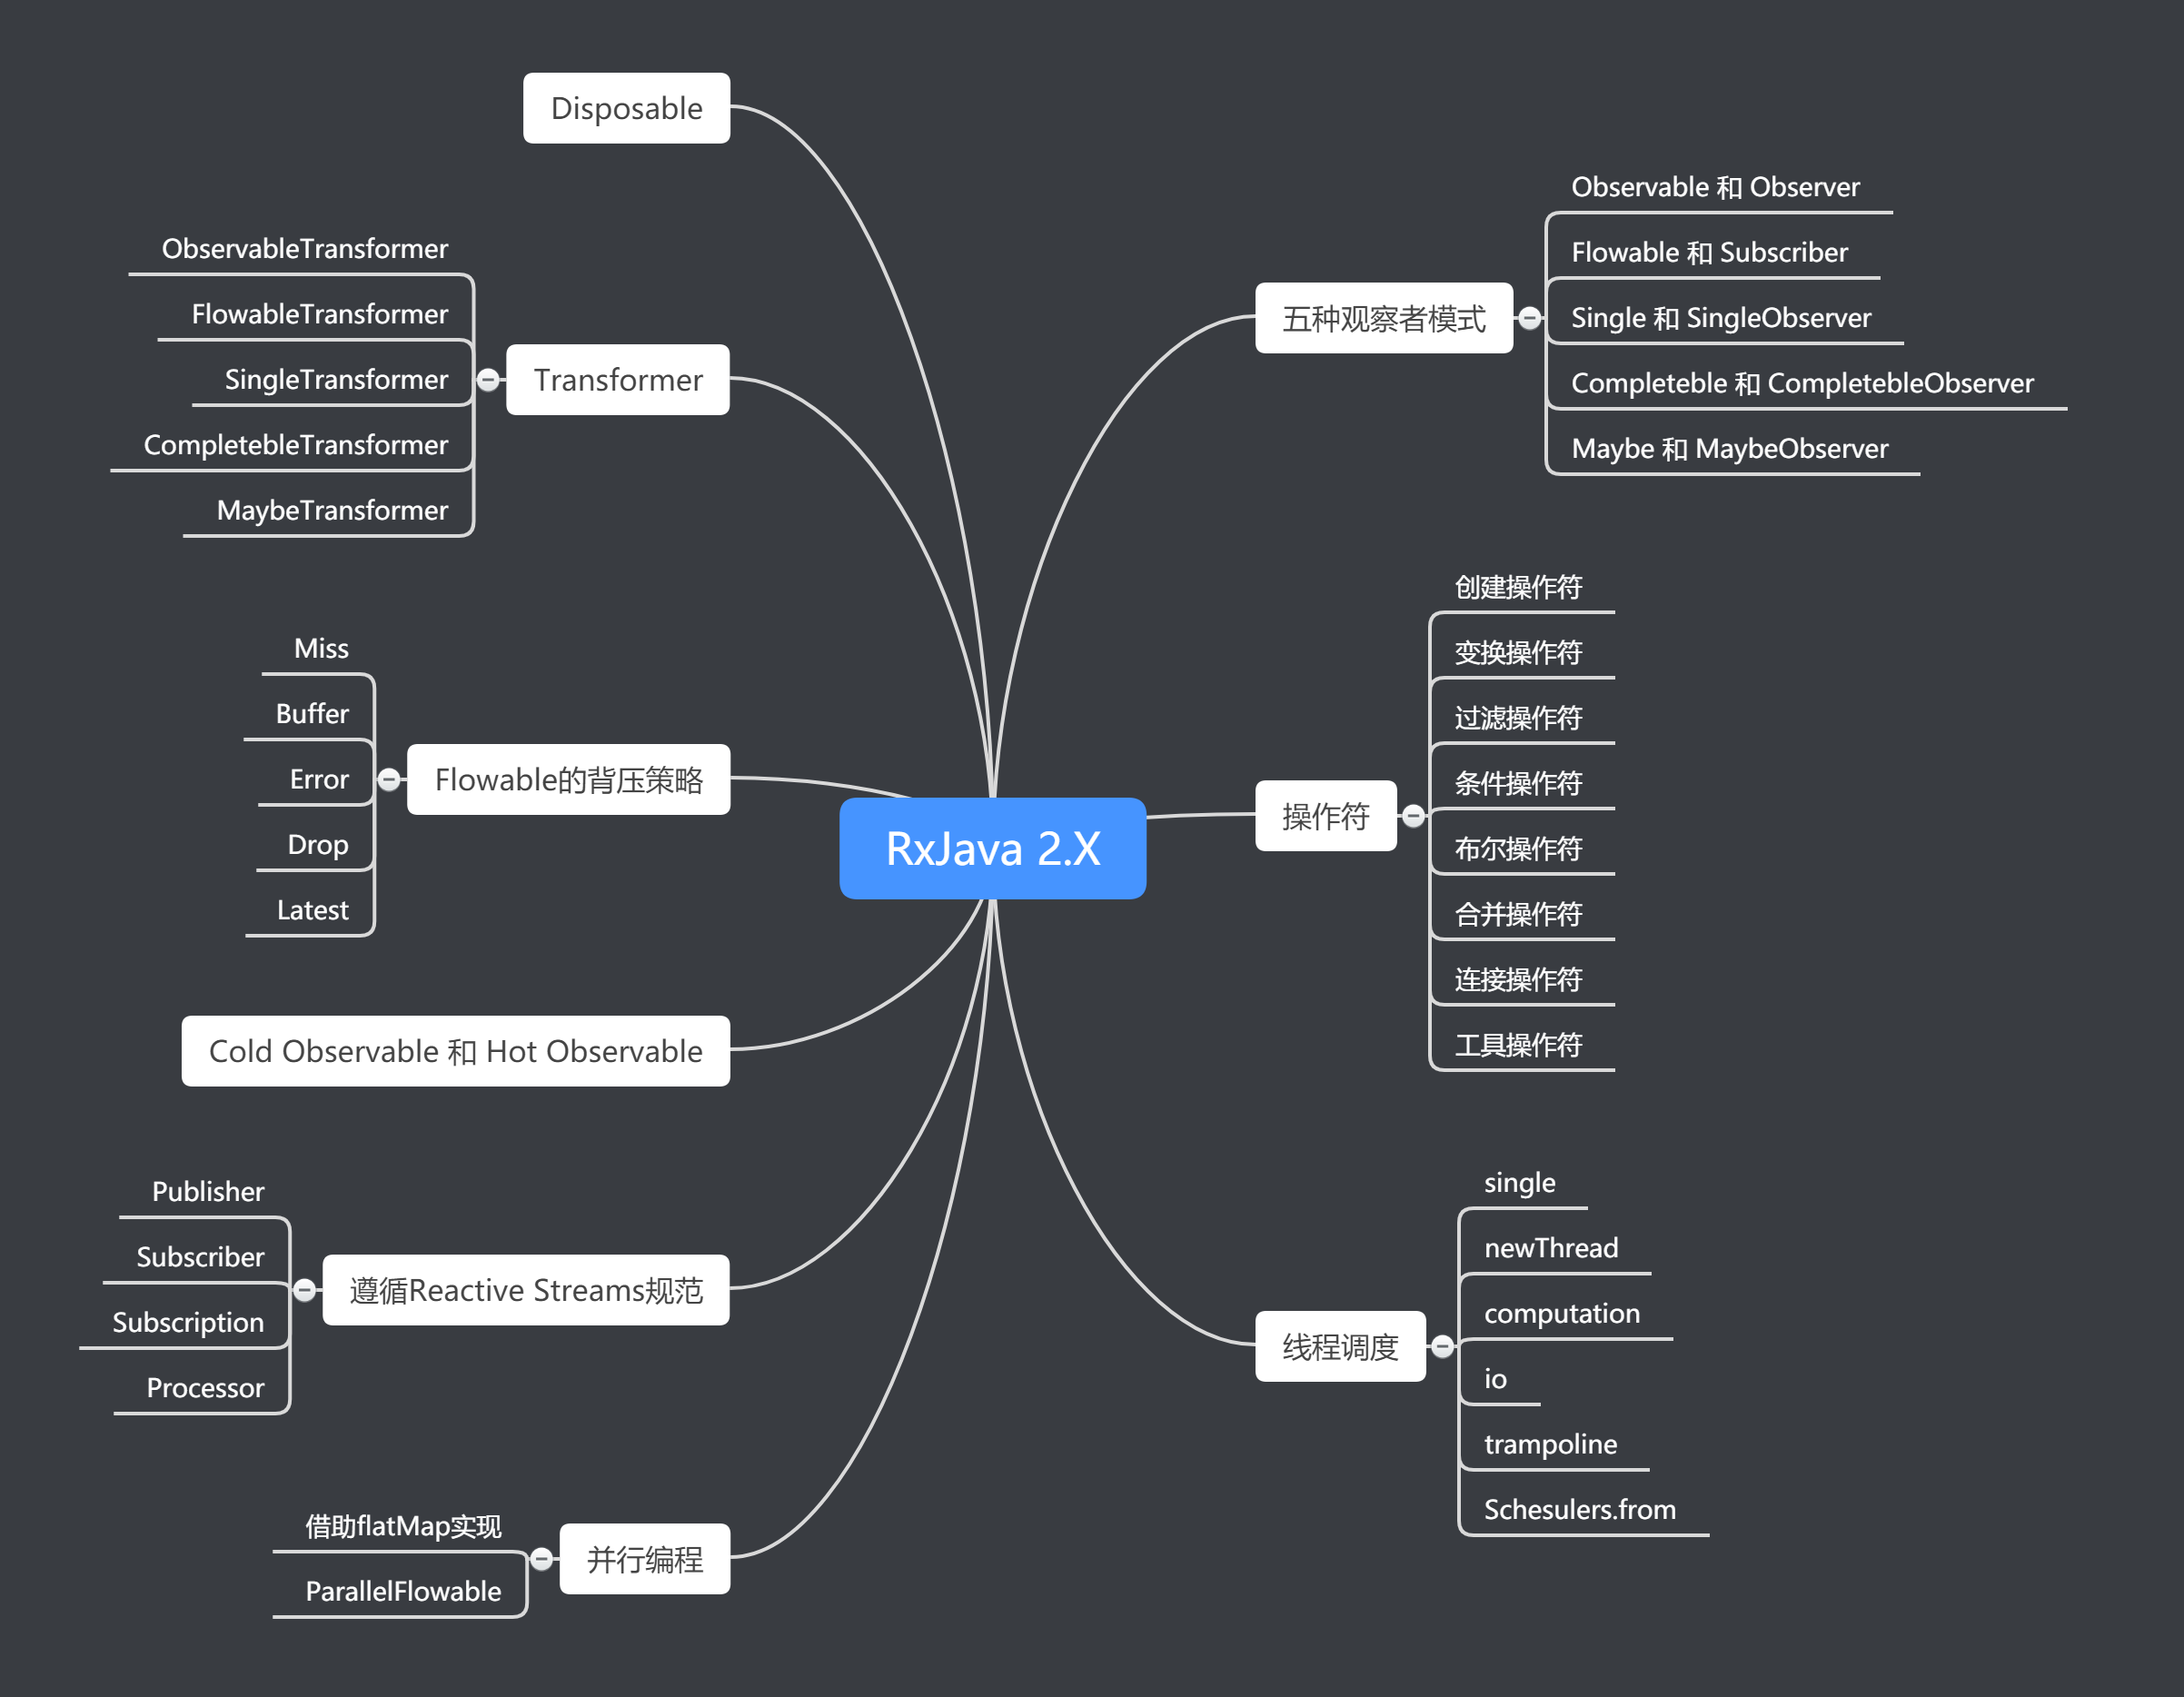 RxJava 2.X
五种观察者模式
Observable 和 Observer
Flowable 和 Subscriber
Single 和 SingleObserver
Completeble 和 CompletebleObserver
Maybe 和 MaybeObserver
操作符
创建操作符
变换操作符
过滤操作符
条件操作符
布尔操作符
合并操作符
连接操作符
工具操作符
线程调度
single
newThread
computation
io
trampoline
Schesulers.from
Disposable
Transformer
ObservableTransformer
FlowableTransformer
SingleTransformer
CompletebleTransformer
MaybeTransformer
Flowable的背压策略
Miss
Buffer
Error
Drop
Latest
Cold Observable 和 Hot Observable
遵循Reactive Streams规范
Publisher
Subscriber
Subscription
Processor
并行编程
借助flatMap实现
ParallelFlowable